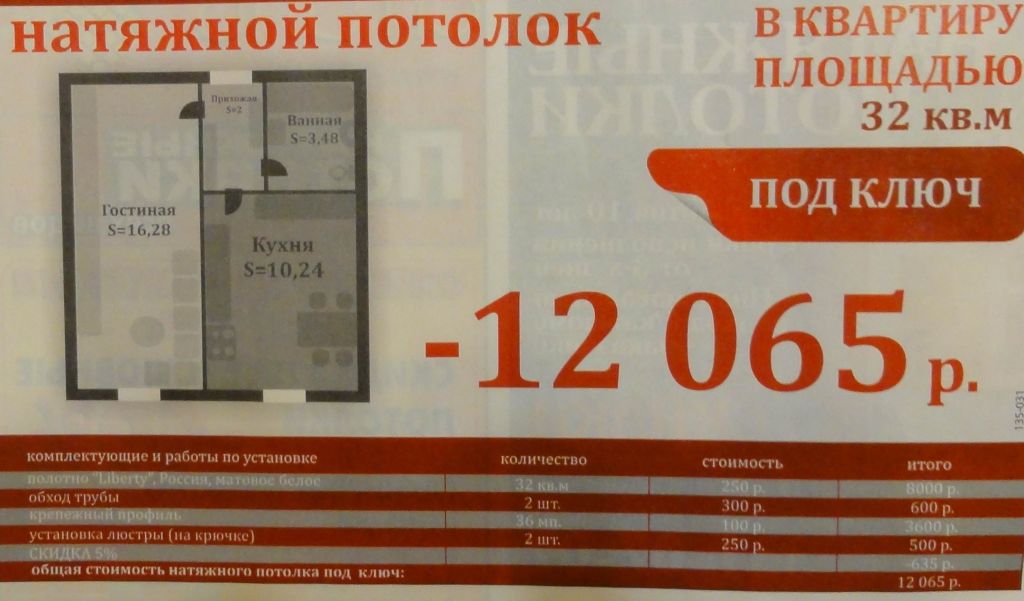 натяжной потолок
В КВАРТИРУ
ПЛОЩАДЬЮ
32 кв.м
ПОД КЛЮЧ
Прихожая
S=2
Ванная
S=3,48
Гостиная
S=16,28
Кухня
S=10,24
-12 065 р.
135-031
комплектующие и работы по установке количество стоимость итого
полотно "Liberty", Россия, матовое белое 32 кв.м 250 р. 8000 р.
обход трубы 2 шт. 300 р. 600 р.
крепежный профиль 36 мп. 100 р. 3600 р.
установка люстры (на крючке) 2 шт. 250 р. 500 р.
СКИДКА 5% -635 р.
общая стоимость натяжного потолка под ключ: 12 065 р.